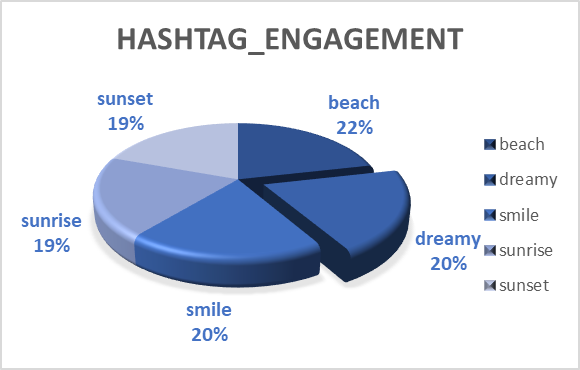 HASHTAG_ENGAGEMENT
sunset
19%
beach
22%
sunrise
19%
dreamy
20%
smile
20%
beach
dreamy
smile
sunrise
sunset